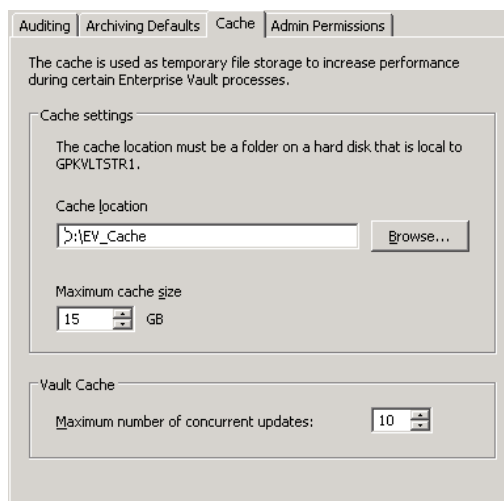 Auditing Archiving Defaults Cache Admin Permissions
The cache is used as temporary file storage to increase performance
during certain Enterprise Vault processes.
Cache settings
The cache location must be a folder on a hard disk that is local to
GPKVLTSTR1.
Cache location
:\EV_Cache
Browse...
Maximum cache size
15 GB
Vault Cache
Maximum number of concurrent updates: 10